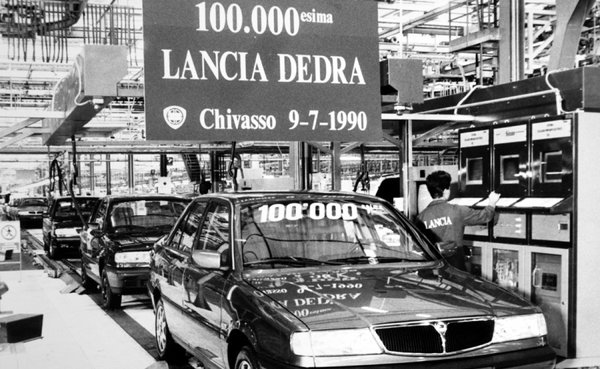 100.000esima
LANCIA DEDRA
Chivasso 9-7-1990
100'000
LANCIA